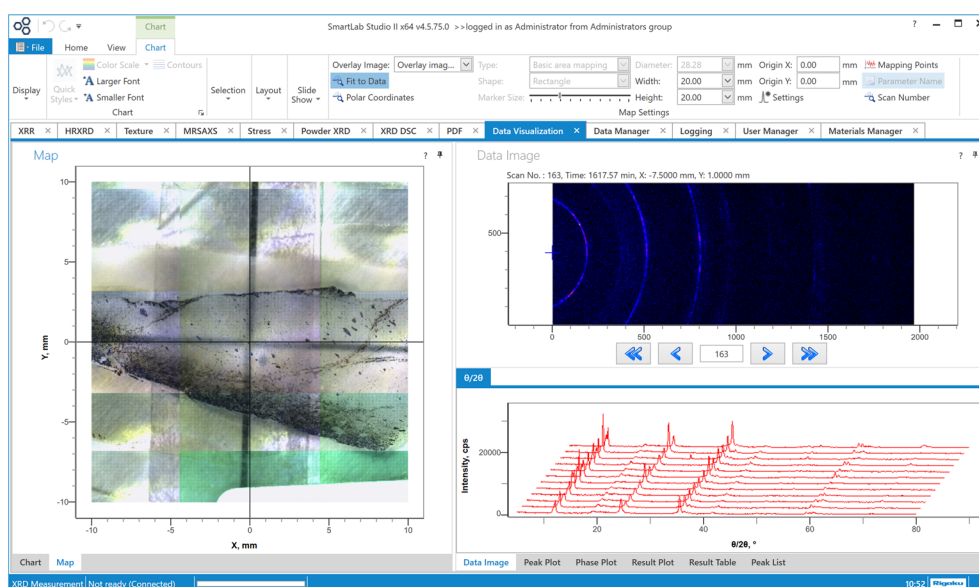 Chart
SmartLab Studio II x64 v4.5.75.0 >>logged in as Administrator from Administrators group
File Home View Chart
Display
Quick Styles
Color Scale Contours
Larger Font
Smaller Font
Chart
Selection
Layout
Slide Show
Overlay Image: Overlay imag...
Fit to Data
Polar Coordinates
Type: Basic area mapping Diameter: 28.28 mm Origin X: 0.00 mm Mapping Points
Shape: Rectangle Width: 20.00 mm Origin Y: 0.00 mm Parameter Name
Marker Size: Height: 20.00 mm Settings Scan Number
Map Settings
XRR HRXRD Texture MRSAXS Stress Powder XRD XRD DSC PDF Data Visualization Data Manager Logging User Manager Materials Manager
Map
?
10
5
0
-5
-10
Y, mm
-10 -5 0 5 10
X, mm
Chart Map
Data Image
?
Scan No. : 163, Time: 1617.57 min, X: -7.5000 mm, Y: 1.0000 mm
500
0 500 1000 1500 2000
163
θ/2θ
Intensity, cps
20000
0
20 40 60 80
θ/2θ, °
Data Image Peak Plot Phase Plot Result Plot Result Table Peak List
XRD Measurement Not ready (Connected)
10:52 Rigaku